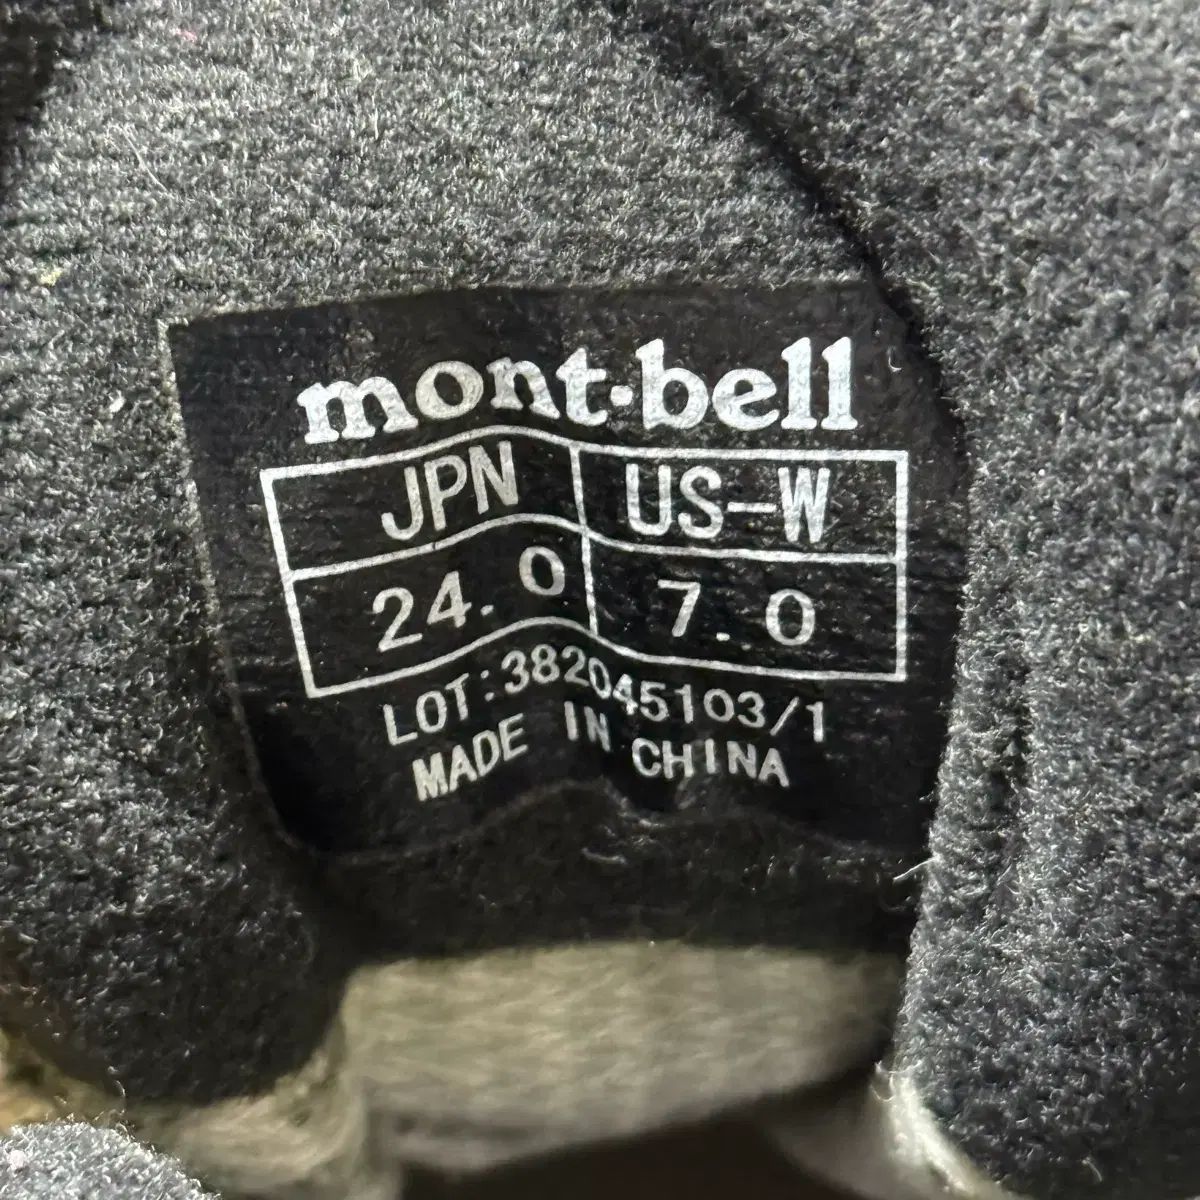 mont·bell
JPN US-W
24.0 7.0
LOT:382045103/1
MADE IN CHINA